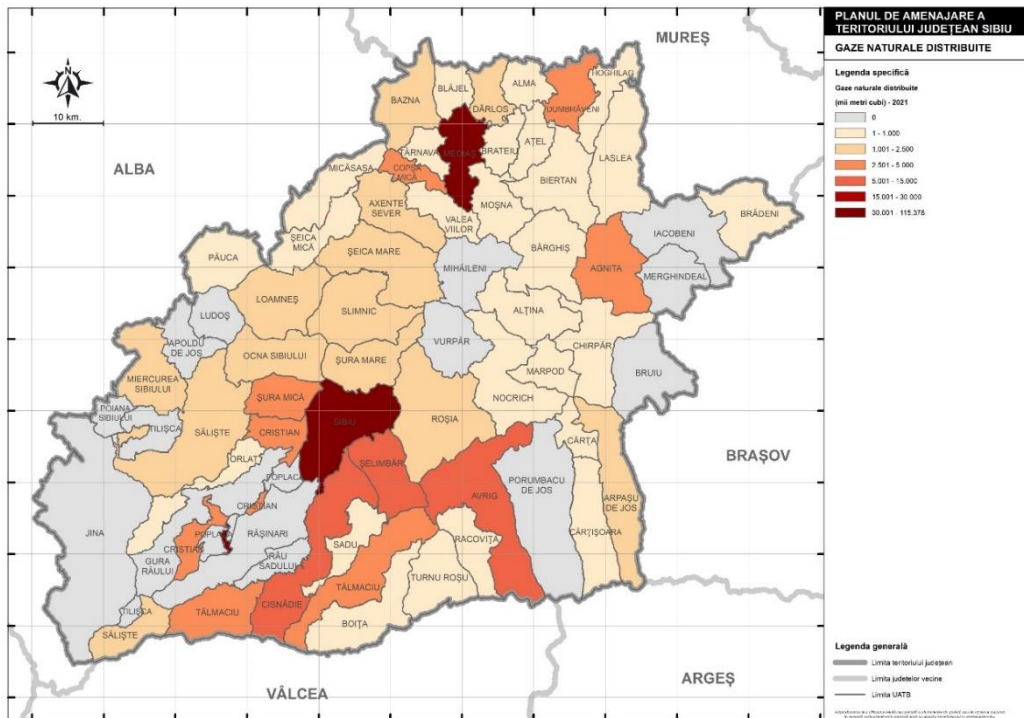 PLANUL DE AMENAJARE A
TERITORIULUI JUDEȚEAN SIBIU
GAZE NATURALE DISTRIBUITE
Legenda specifică
Gaze naturale distribuite
(mii metri cubi) - 2021
0
1 - 1.000
1.001 - 2.500
2.501 - 5.000
5.001 - 15.000
15.001 - 30.000
30.001 - 115.378
N
10 km.
MUREȘ
ALBA
BRAȘOV
ARGEȘ
VÂLCEA
HOGHILAG
ALMA
BLĂJEL
BAZNA
DÂRLOS
DUMBRĂVENI
AȚEL
TÂRNAVA
MEDIAȘ
BRATEIU
LASLEA
MICĂSASA
COPȘA
MICĂ
BIERTAN
MOȘNA
AXENTE
SEVER
BRĂDENI
VALEA
VIILOR
IACOBENI
ȘEICA
MICĂ
BÂRGHIȘ
ȘEICA MARE
PĂUCA
MIHĂILENI
AGNITA
MERGHINDEAL
LOAMNEȘ
SLIMNIC
ALȚINA
LUDOȘ
VURPĂR
APOLDU
DE JOS
CHIRPĂR
OCNA SIBIULUI
ȘURA MARE
MARPOD
BRUIU
MIERCUREA
SIBIULUI
NOCRICH
ȘURA MICĂ
POIANA
SIBIULUI
SIBIU
ROȘIA
TILIȘCA
SĂLIȘTE
CRISTIAN
CÂRȚA
ORLAT
ȘELIMBĂR
POPLACA
PORUMBACU
DE JOS
AVRIG
ARPAȘU
DE JOS
CRISTIAN
JINA
POPLACA
RĂȘINARI
CÂRȚIȘOARA
RACOVIȚA
SADU
CRISTIAN
GURA
RÂULUI
RÂU
SADULUI
TURNU ROȘU
TĂLMACIU
CISNĂDIE
TILIȘCA
TĂLMACIU
BOIȚA
SĂLIȘTE
Legenda generală
Limita teritoriului județean
Limita județelor vecine
Limita UATB